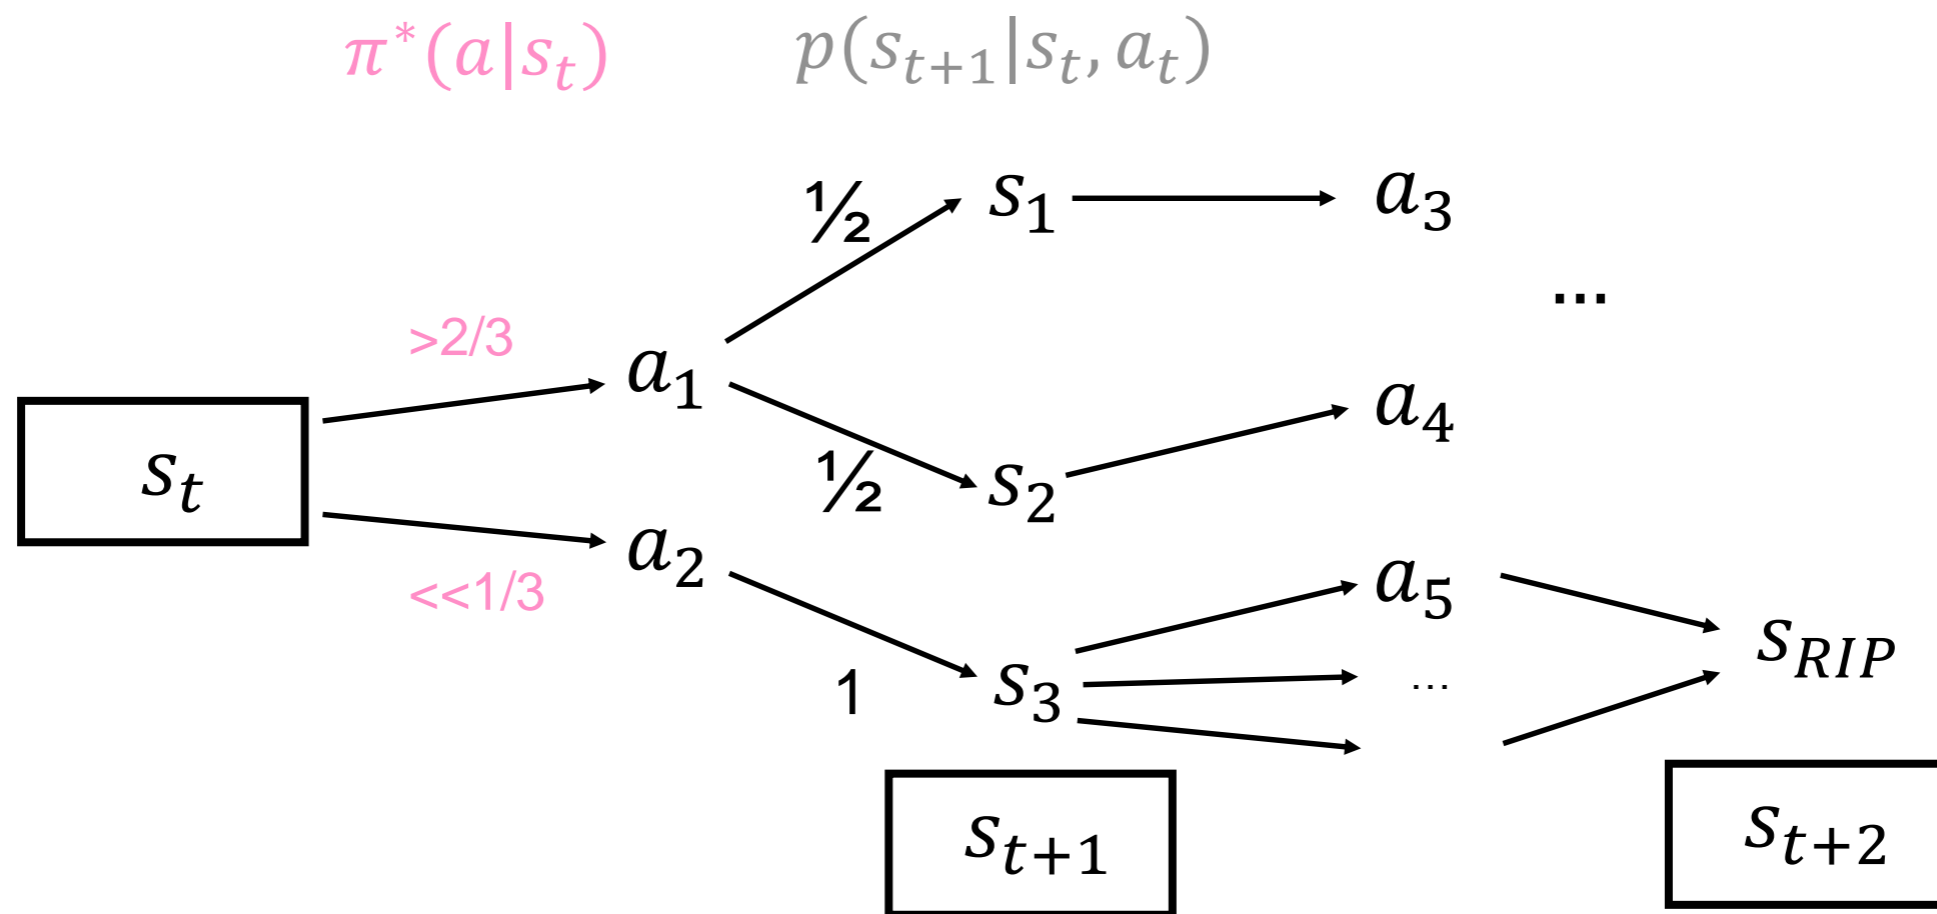 π*(a|s_t) p(s_{t+1}|s_t, a_t)
½ s_1 a_3
...
>2/3 a_1
a_4
s_t ½ s_2
a_2 a_5
<<1/3
s_RIP
1 s_3 ...
...
s_{t+1} s_{t+2}